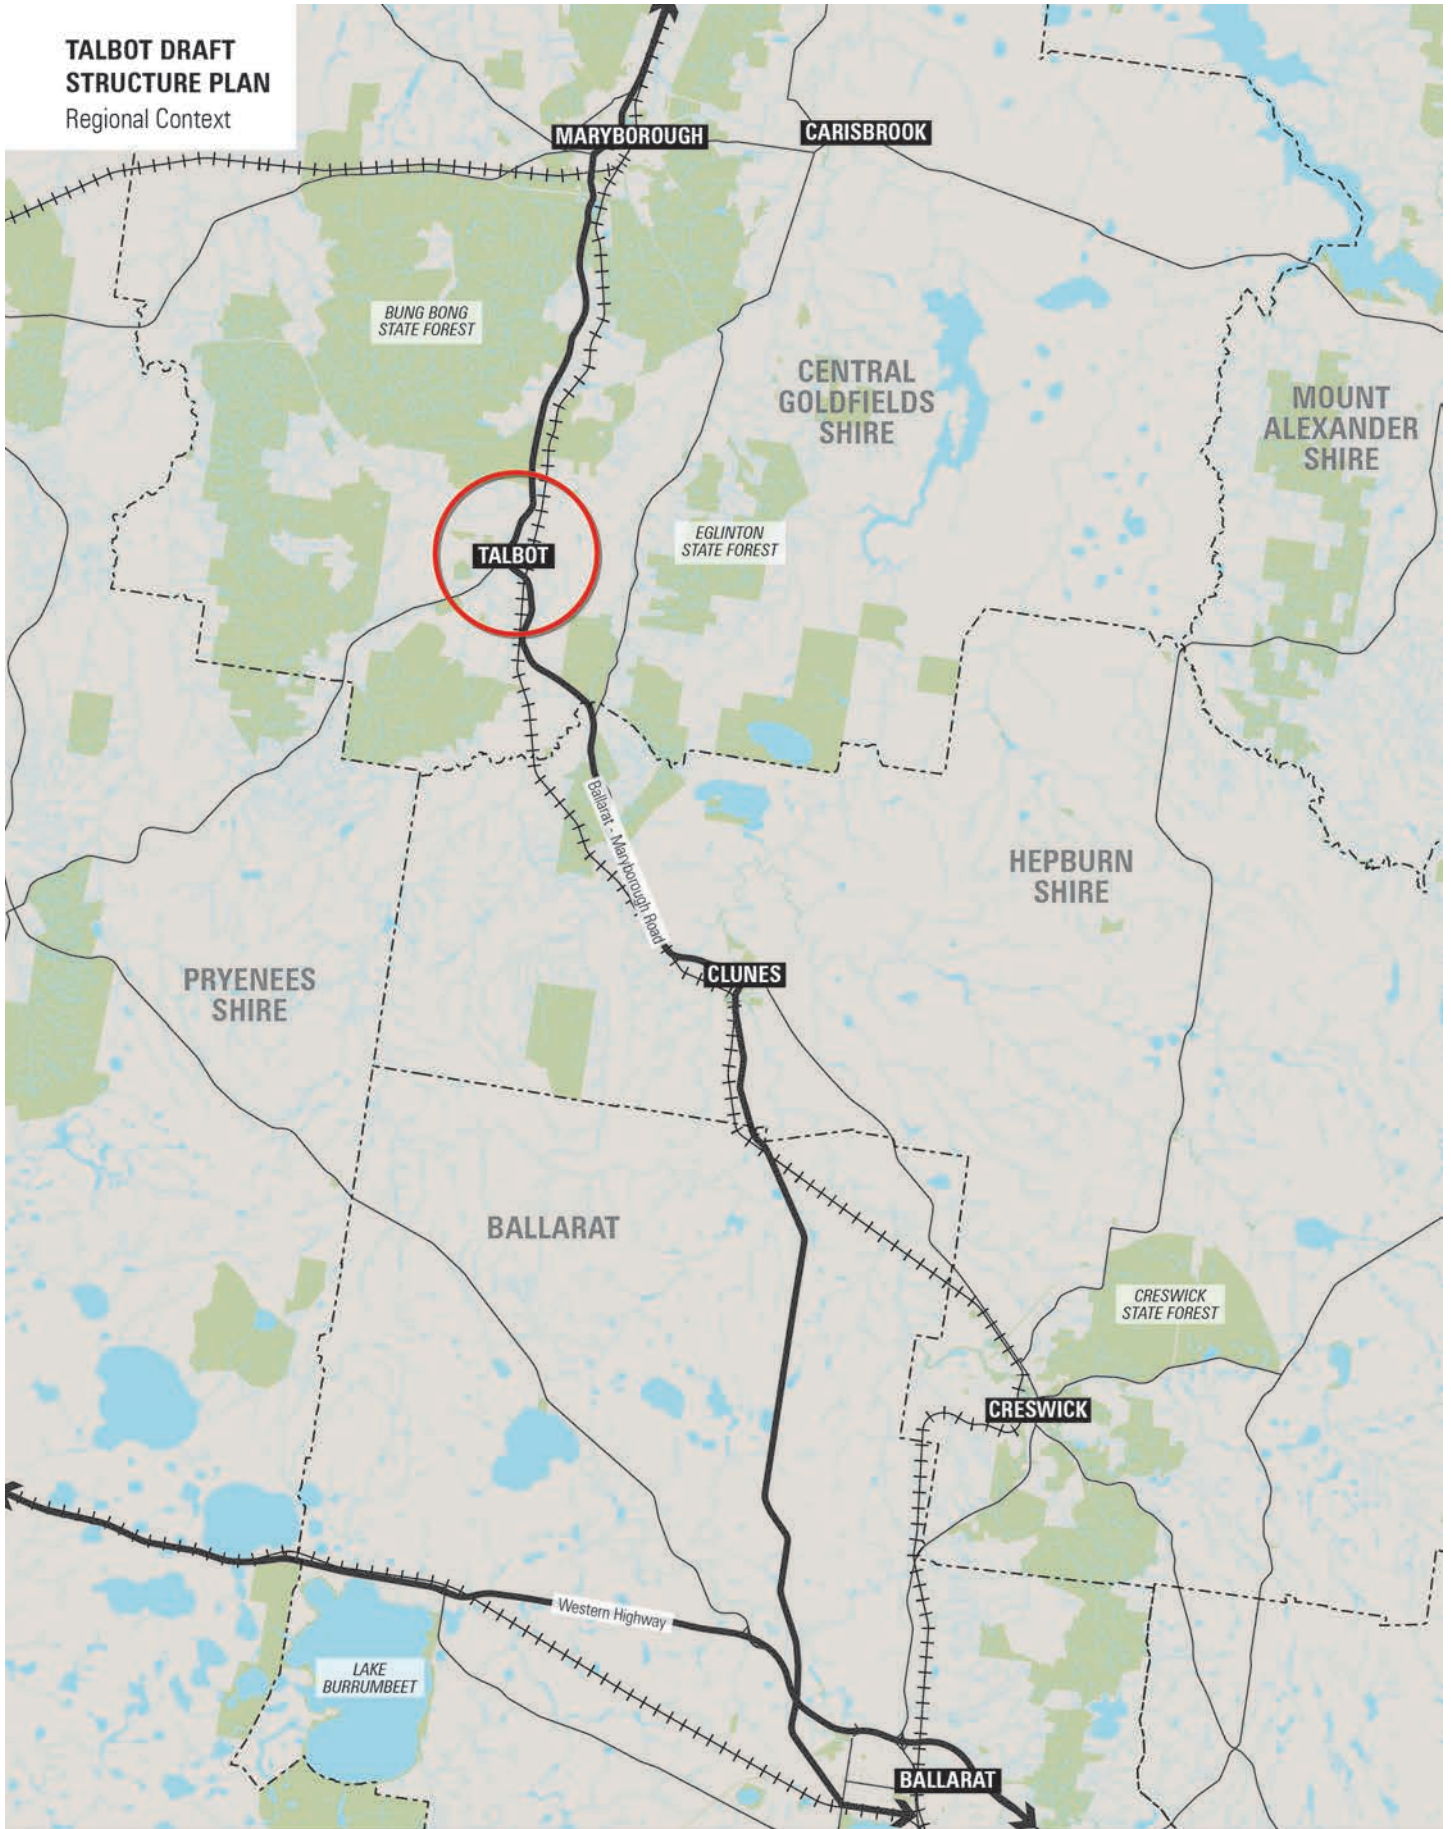 TALBOT DRAFT
STRUCTURE PLAN
Regional Context
MARYBOROUGH
CARISBROOK
BUNG BONG
STATE FOREST
CENTRAL
GOLDFIELDS
SHIRE
MOUNT
ALEXANDER
SHIRE
EGLINTON
STATE FOREST
TALBOT
Ballarat - Maryborough Road
HEPBURN
SHIRE
PRYENEES
SHIRE
CLUNES
BALLARAT
CRESWICK
STATE FOREST
CRESWICK
Western Highway
LAKE
BURRUMBEET
BALLARAT